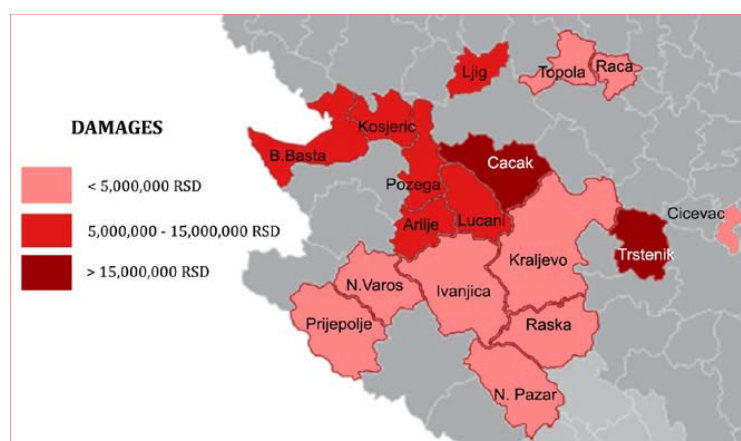 DAMAGES
< 5,000,000 RSD
5,000,000 - 15,000,000 RSD
> 15,000,000 RSD
Ljig
Topola
Raca
Kosjeric
B.Basta
Cacak
Pozega
Arilje
Lucani
Cicevac
Trstenik
Kraljevo
N.Varos
Ivanjica
Prijepolje
Raska
N. Pazar